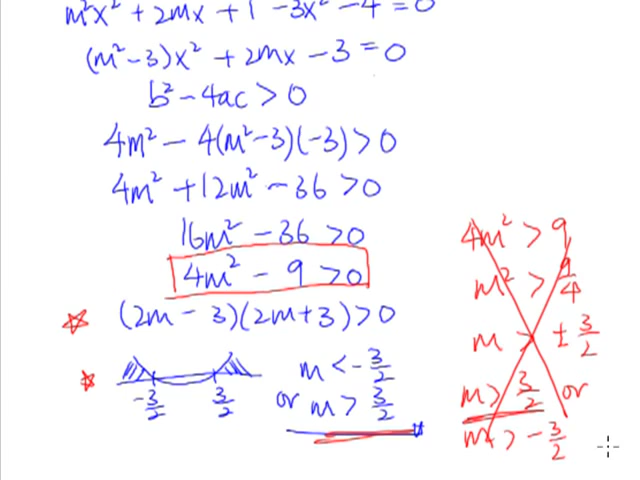 m²x² + 2mx + 1 - 3x² - 4 = 0
(m² - 3)x² + 2mx - 3 = 0
b² - 4ac > 0
4m² - 4(m² - 3)(-3) > 0
4m² + 12m² - 36 > 0
16m² - 36 > 0
4m² - 9 > 0
(2m - 3)(2m + 3) > 0
-3/2 3/2
m < -3/2
or m > 3/2
4m² > 9
m² > 9/4
m > ± 3/2
m > 3/2 or
m > -3/2